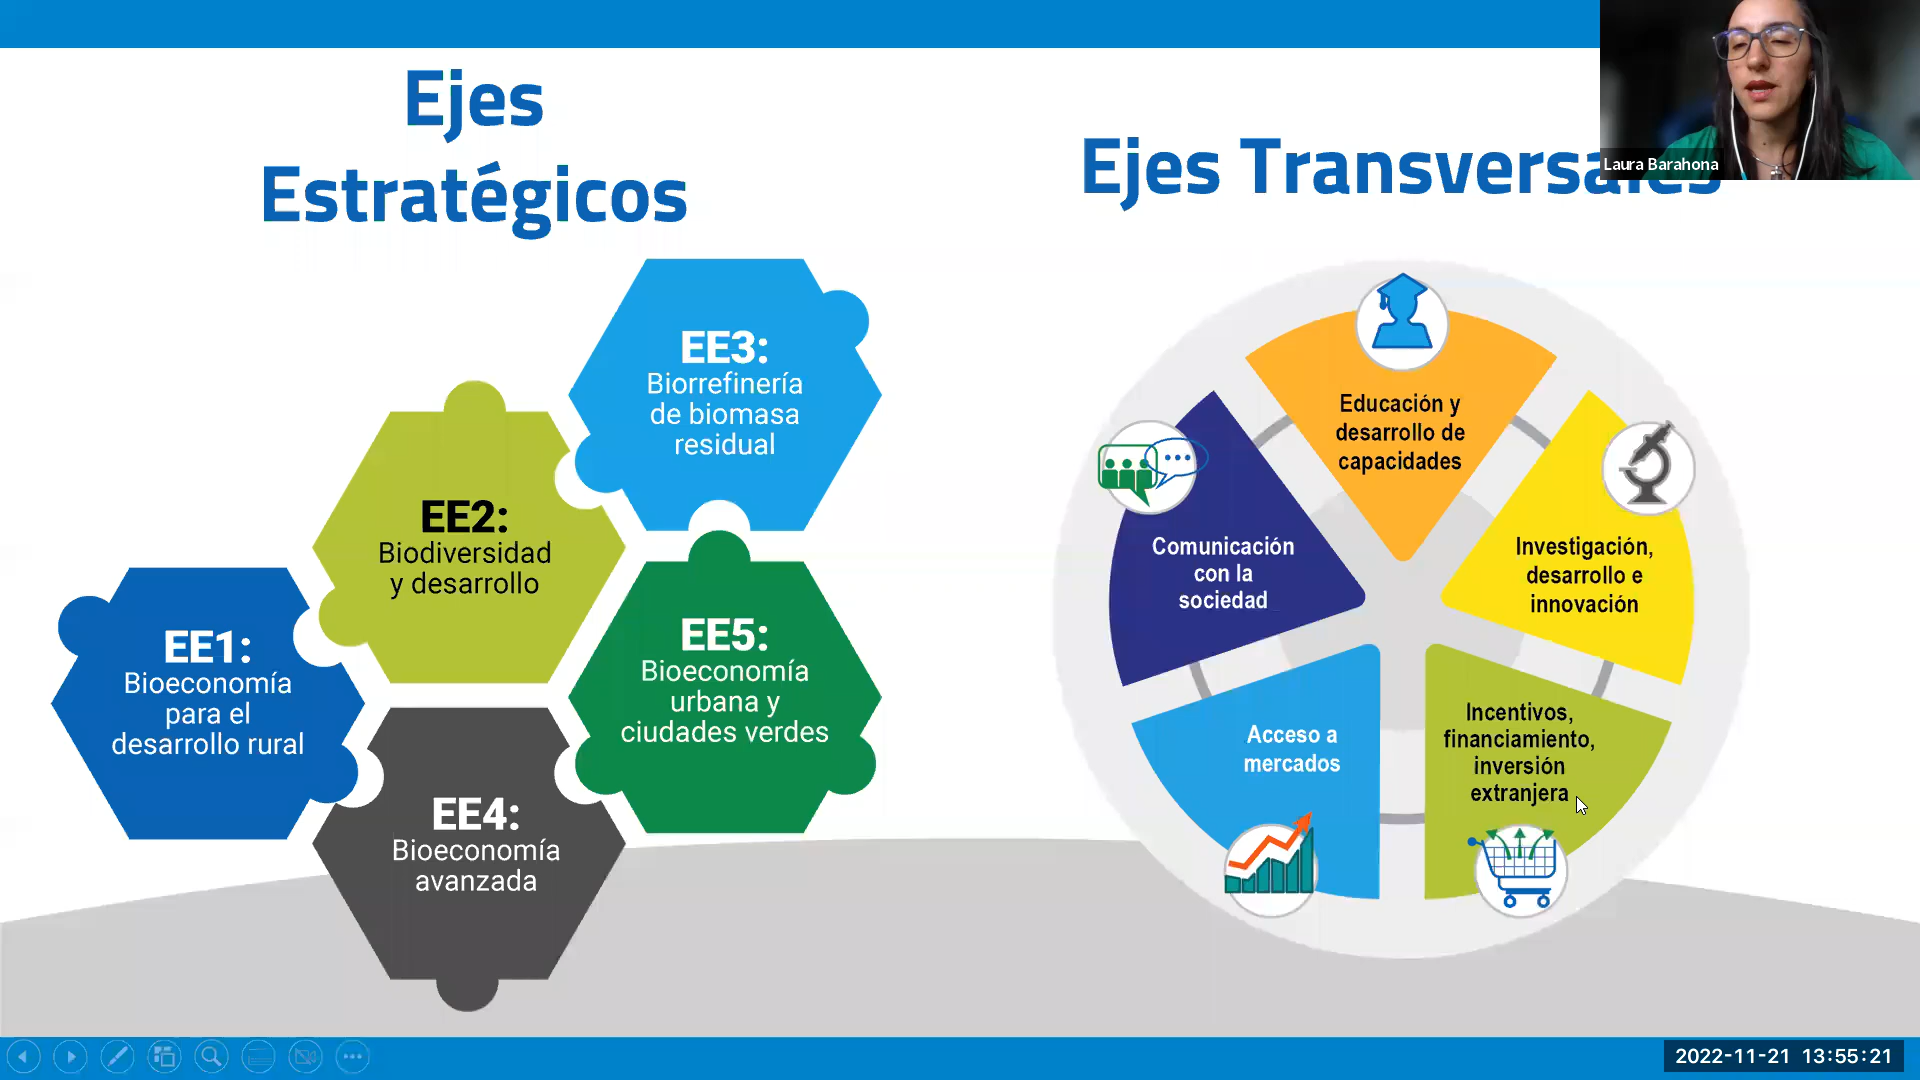 Ejes
Estratégicos
Ejes Transversales
Laura Barahona
EE3:
Biorrefinería
de biomasa
residual
EE2:
Biodiversidad
y desarrollo
EE1:
Bioeconomía
para el
desarrollo rural
EE5:
Bioeconomía
urbana y
ciudades verdes
EE4:
Bioeconomía
avanzada
Educación y
desarrollo de
capacidades
Comunicación
con la
sociedad
Investigación,
desarrollo e
innovación
Acceso a
mercados
Incentivos,
financiamiento,
inversión
extranjera
2022-11-21 13:55:21